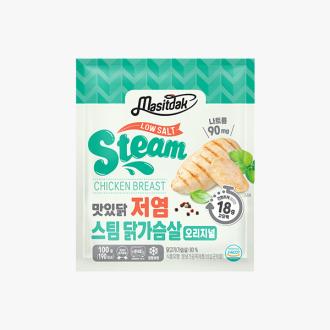 Masitdak
LOW SALT
Steam
CHICKEN BREAST
나트륨
90mg
맛있닭 저염
스팀 닭가슴살 오리지널
18g
100g
HACCP